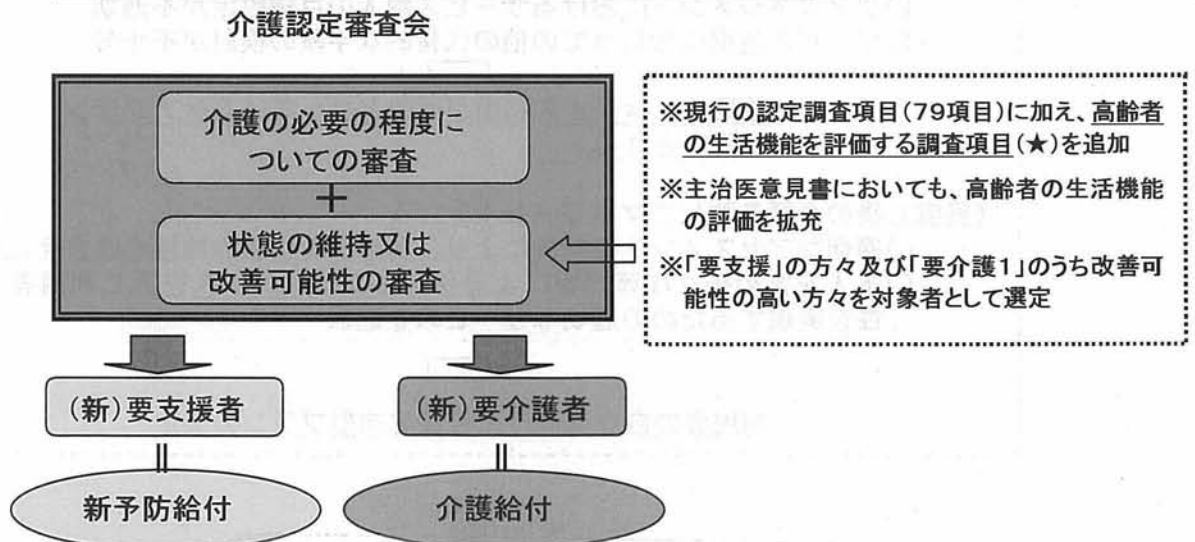 介護認定審査会
介護の必要の程度に
ついての審査
+
状態の維持又は
改善可能性の審査
※現行の認定調査項目(79項目)に加え、高齢者
の生活機能を評価する調査項目(★)を追加
※主治医意見書においても、高齢者の生活機能
の評価を拡充
※「要支援」の方々及び「要介護1」のうち改善可
能性の高い方々を対象者として選定
(新)要支援者
(新)要介護者
新予防給付
介護給付